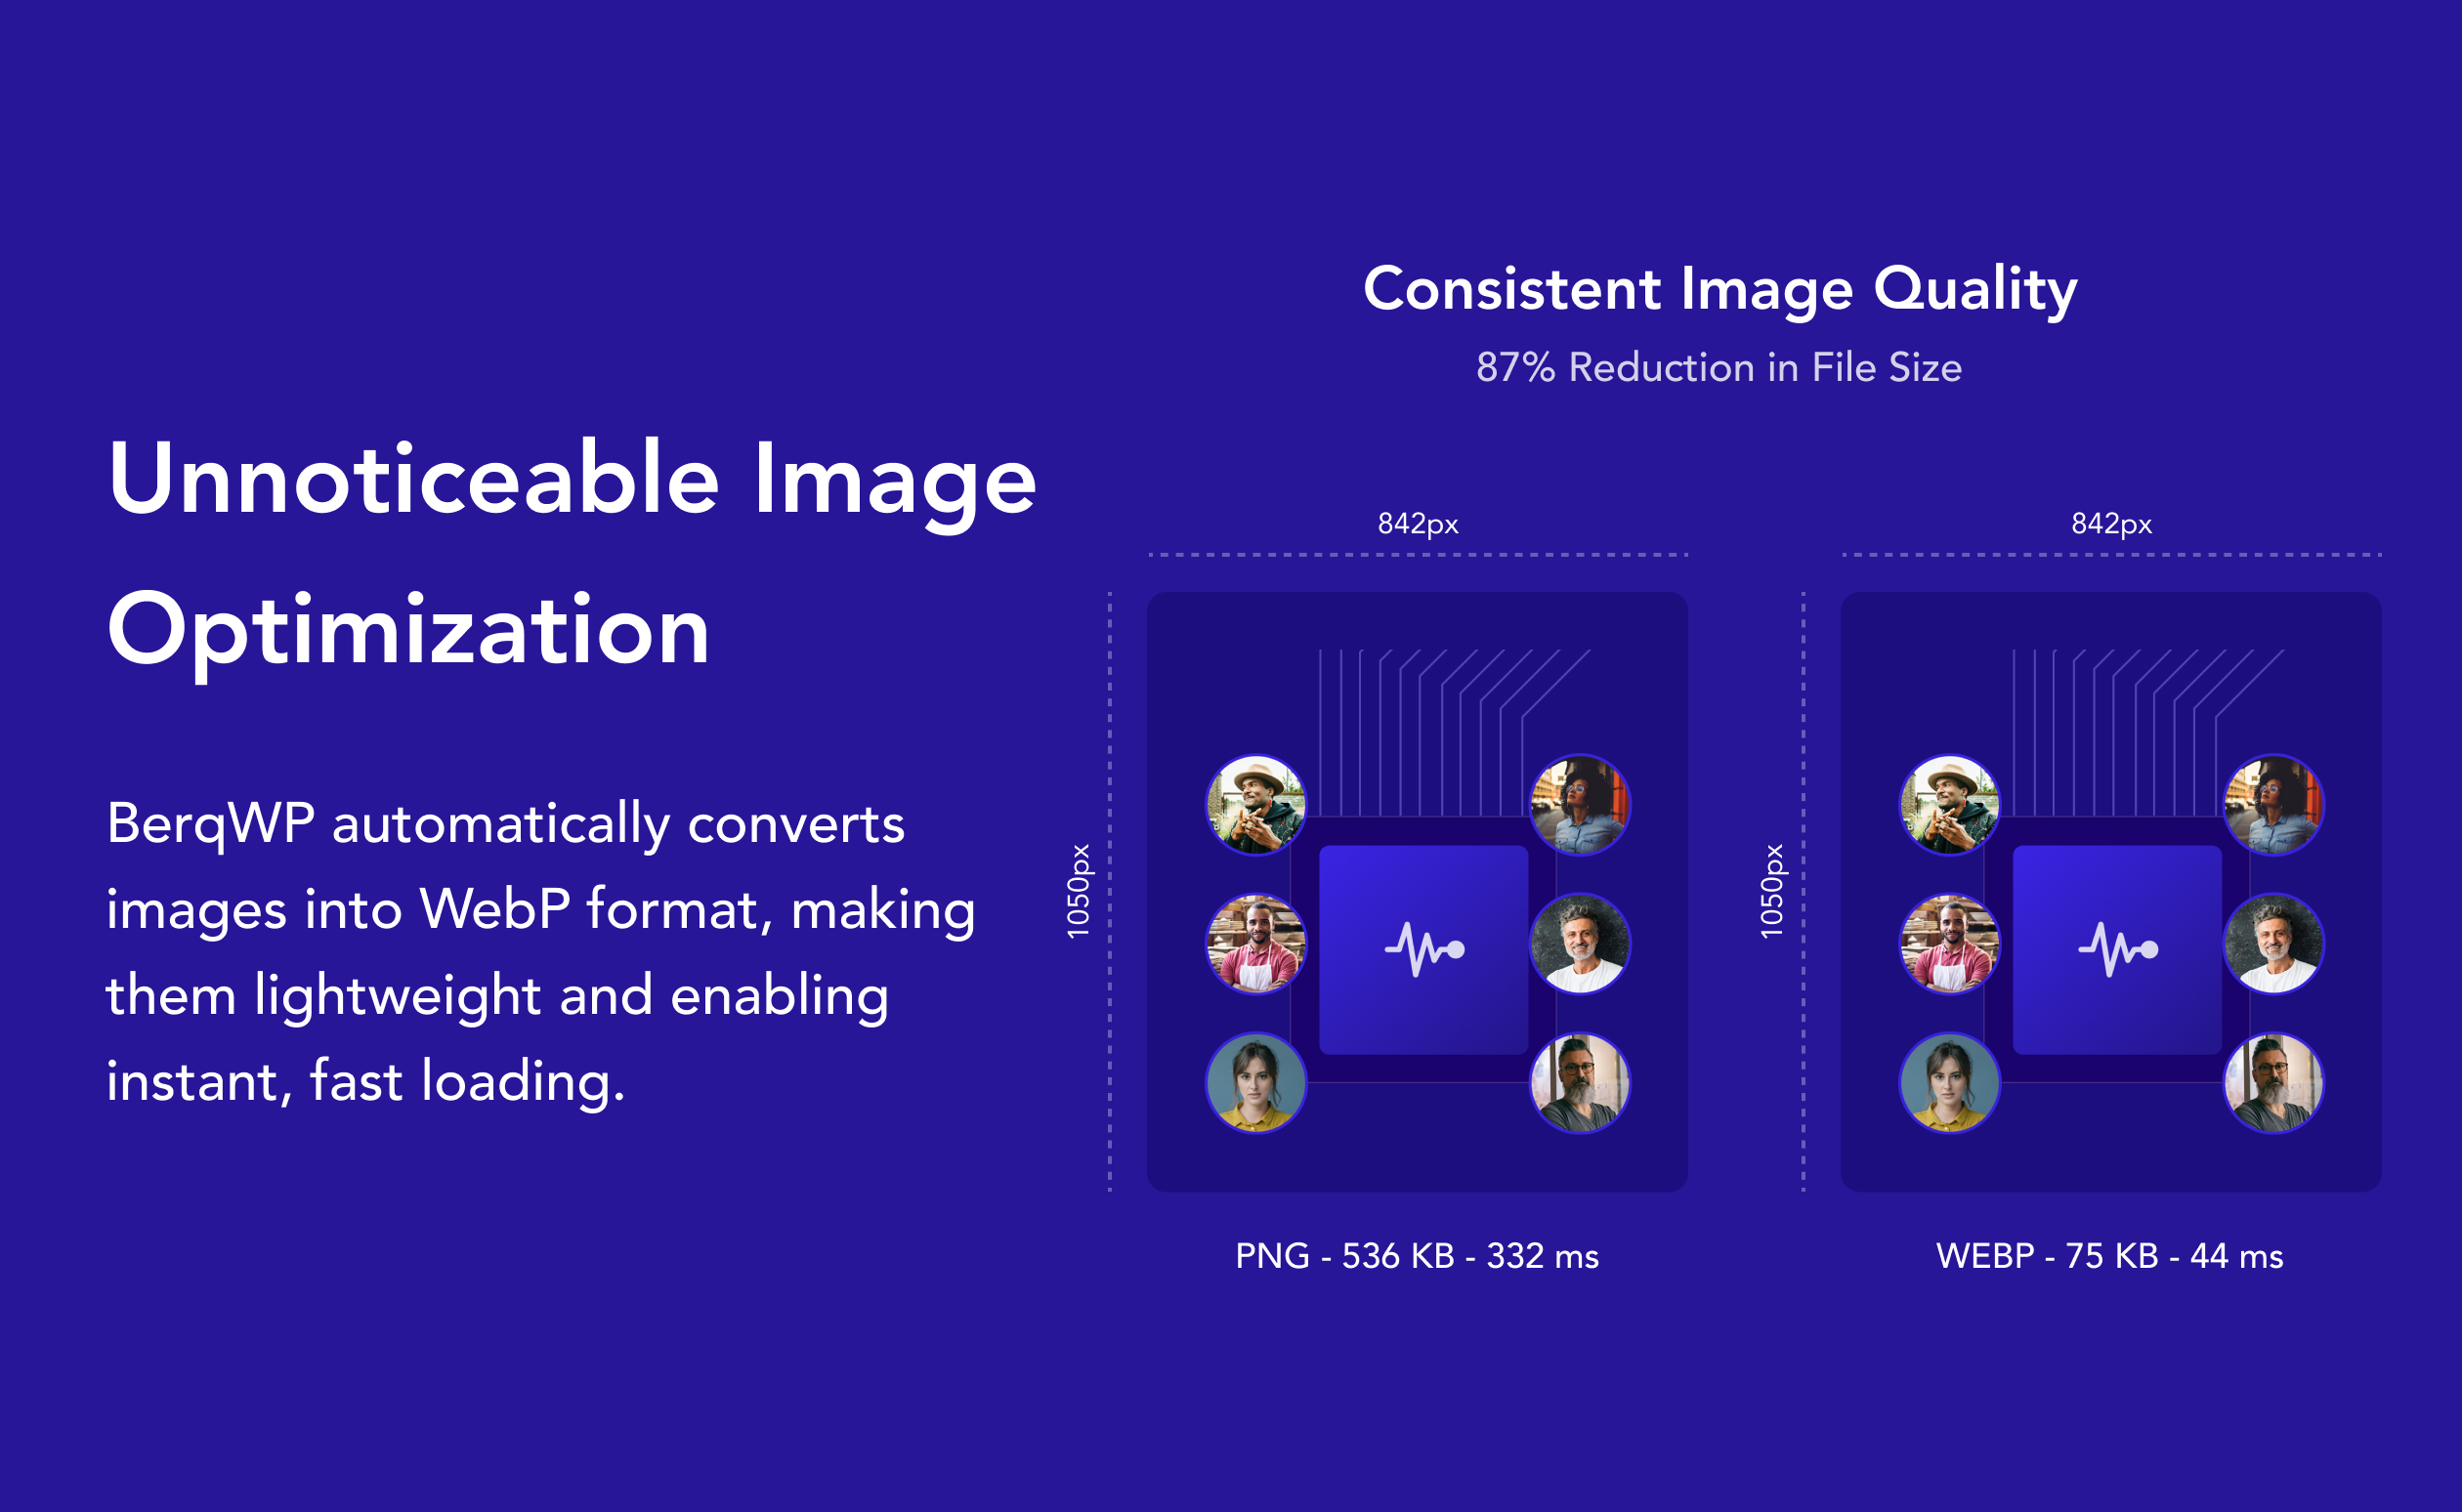 Unnoticeable Image
Optimization
BerqWP automatically converts
images into WebP format, making
them lightweight and enabling
instant, fast loading.
Consistent Image Quality
87% Reduction in File Size
842px
1050px
PNG - 536 KB - 332 ms
842px
1050px
WEBP - 75 KB - 44 ms